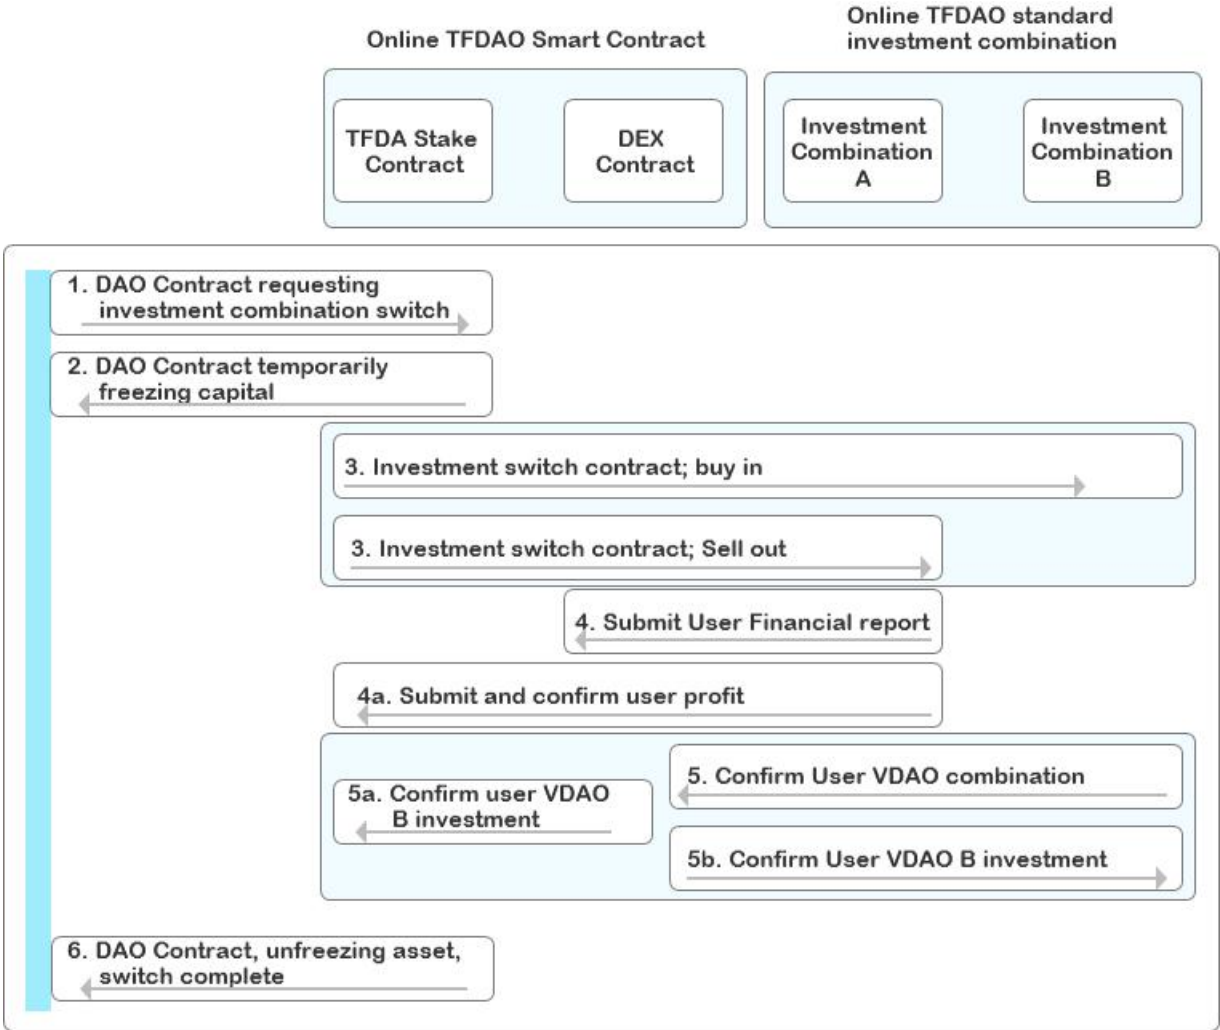 Online TFDAO Smart Contract
Online TFDAO standard
investment combination
TFDA Stake
Contract
DEX
Contract
Investment
Combination
A
Investment
Combination
B
1. DAO Contract requesting
investment combination switch
2. DAO Contract temporarily
freezing capital
3. Investment switch contract; buy in
3. Investment switch contract; Sell out
4. Submit User Financial report
4a. Submit and confirm user profit
5. Confirm User VDAO combination
5a. Confirm user VDAO
B investment
5b. Confirm User VDAO B investment
6. DAO Contract, unfreezing asset,
switch complete